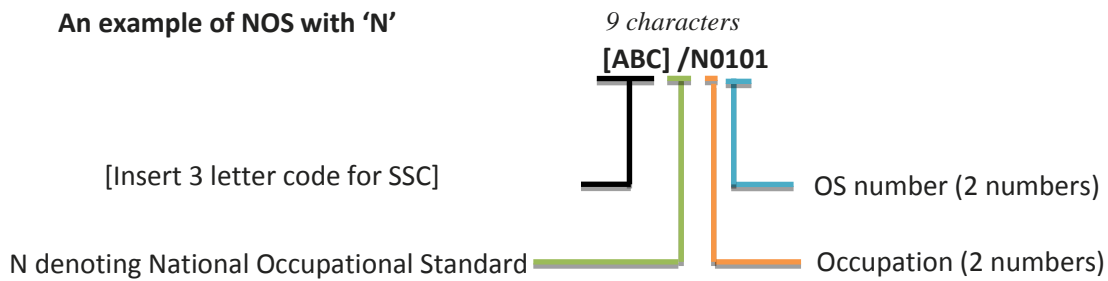 An example of NOS with ‘N’
9 characters
[ABC] /N0101
[Insert 3 letter code for SSC]
OS number (2 numbers)
N denoting National Occupational Standard
Occupation (2 numbers)